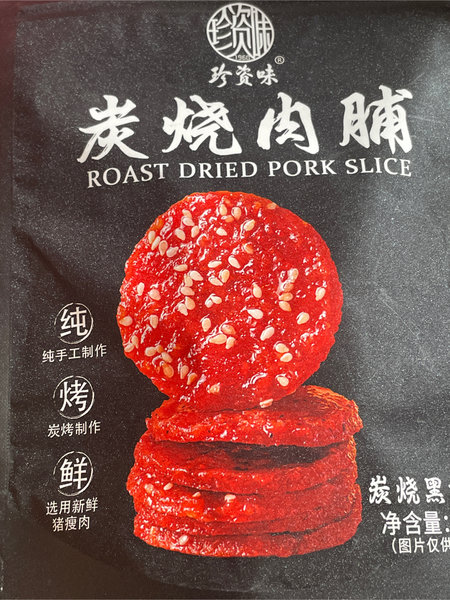 珍资味
珍资味®
炭烧肉脯
ROAST DRIED PORK SLICE
纯
纯手工制作
烤
炭烤制作
鲜
选用新鲜
猪瘦肉
炭烧黑
净含量:
(图片仅供